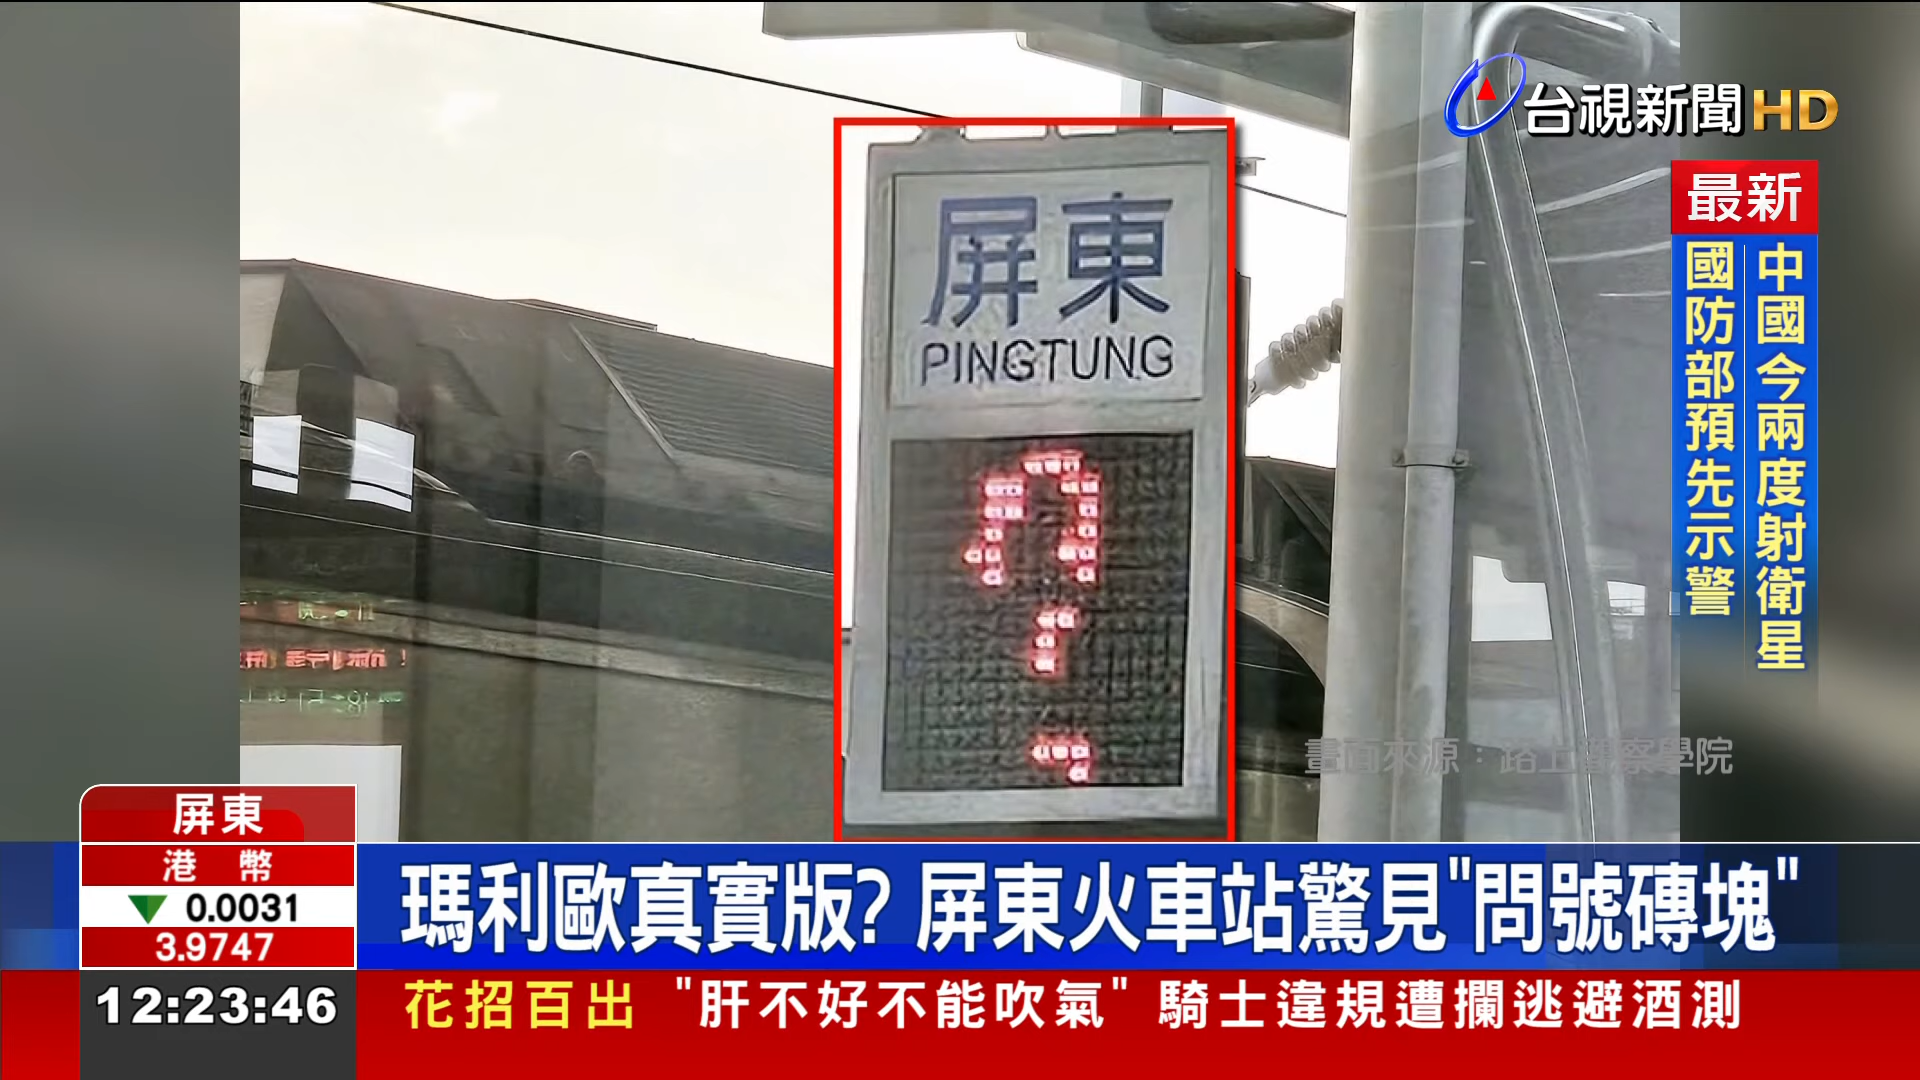 台視新聞HD
最新
中國今兩度射衛星
國防部預先示警
屏東
PINGTUNG
?
畫面來源：路上觀察學院
屏東
港幣
▼ 0.0031
3.9747
瑪利歐真實版? 屏東火車站驚見"問號磚塊"
12:23:46
花招百出 "肝不好不能吹氣" 騎士違規遭攔逃避酒測